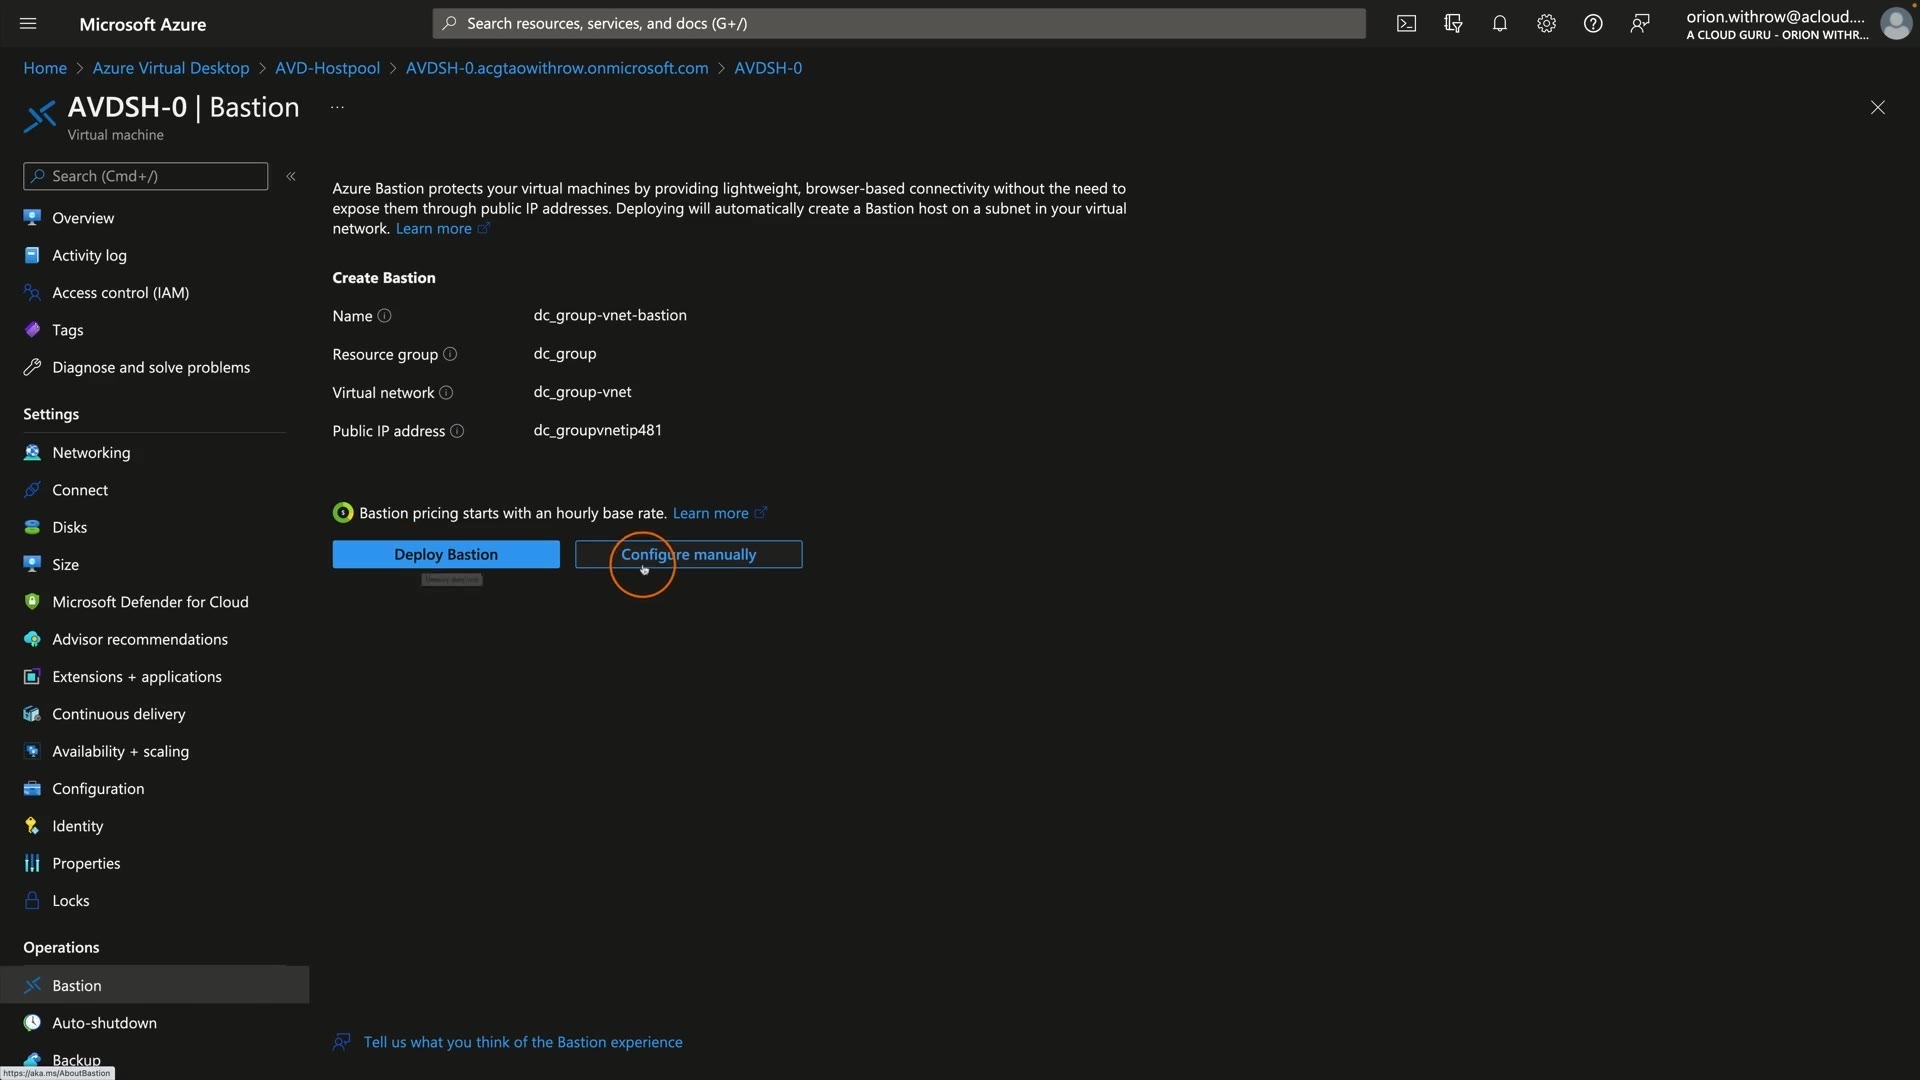 Microsoft Azure
Search resources, services, and docs (G+/)
orion.withrow@acloud....
A CLOUD GURU - ORION WITHR...
Home > Azure Virtual Desktop > AVD-Hostpool > AVDSH-0.acgtaowithrow.onmicrosoft.com > AVDSH-0
AVDSH-0 | Bastion ...
Virtual machine
Search (Cmd+/)
Overview
Activity log
Access control (IAM)
Tags
Diagnose and solve problems
Settings
Networking
Connect
Disks
Size
Microsoft Defender for Cloud
Advisor recommendations
Extensions + applications
Continuous delivery
Availability + scaling
Configuration
Identity
Properties
Locks
Operations
Bastion
Auto-shutdown
Backup
https://aka.ms/AboutBastion
Azure Bastion protects your virtual machines by providing lightweight, browser-based connectivity without the need to
expose them through public IP addresses. Deploying will automatically create a Bastion host on a subnet in your virtual
network. Learn more
Create Bastion
Name dc_group-vnet-bastion
Resource group dc_group
Virtual network dc_group-vnet
Public IP address dc_groupvnetip481
Bastion pricing starts with an hourly base rate. Learn more
Deploy Bastion
Configure manually
Tell us what you think of the Bastion experience